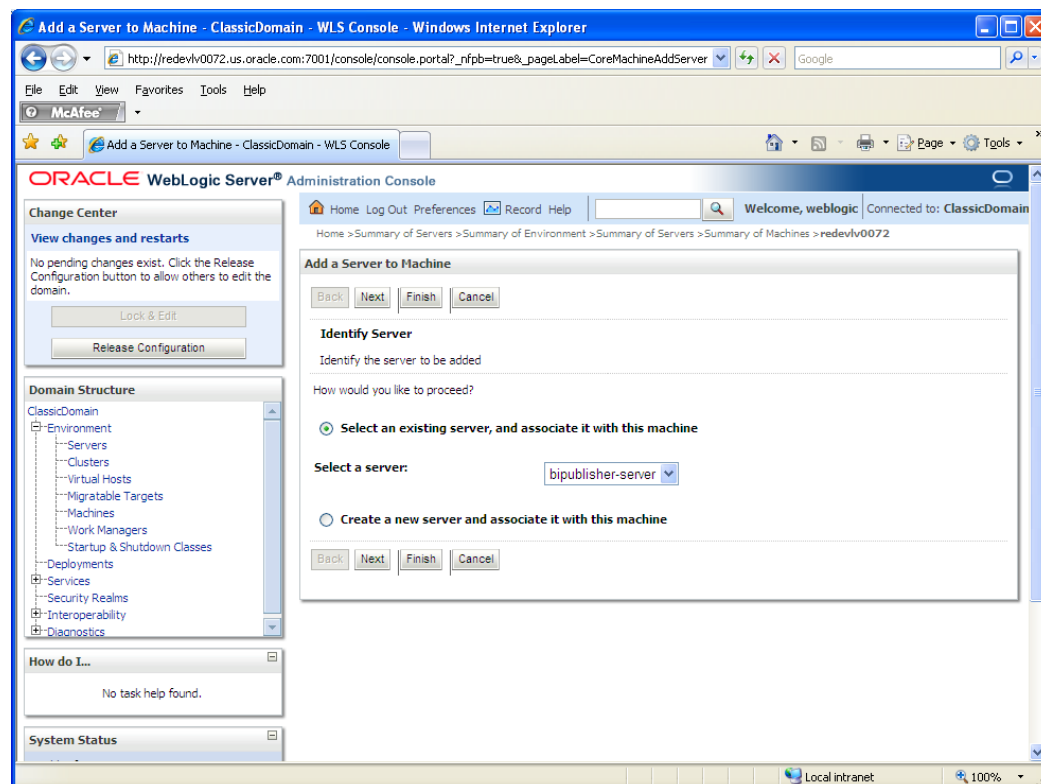 Add a Server to Machine - ClassicDomain - WLS Console - Windows Internet Explorer
http://redevlv0072.us.oracle.com:7001/console/console.portal?_nfpb=true&_pageLabel=CoreMachineAddServer
Google
File Edit View Favorites Tools Help
McAfee
Add a Server to Machine - ClassicDomain - WLS Console
Page Tools
ORACLE WebLogic Server® Administration Console
Change Center
View changes and restarts
No pending changes exist. Click the Release
Configuration button to allow others to edit the
domain.
Lock & Edit
Release Configuration
Domain Structure
ClassicDomain
Environment
Servers
Clusters
Virtual Hosts
Migratable Targets
Machines
Work Managers
Startup & Shutdown Classes
Deployments
Services
Security Realms
Interoperability
Diagnostics
How do I...
No task help found.
System Status
Home Log Out Preferences Record Help
Welcome, weblogic Connected to: ClassicDomain
Home >Summary of Servers >Summary of Environment >Summary of Servers >Summary of Machines >redevlv0072
Add a Server to Machine
Back Next Finish Cancel
Identify Server
Identify the server to be added
How would you like to proceed?
Select an existing server, and associate it with this machine
Select a server: bipublisher-server
Create a new server and associate it with this machine
Back Next Finish Cancel
Local intranet 100%